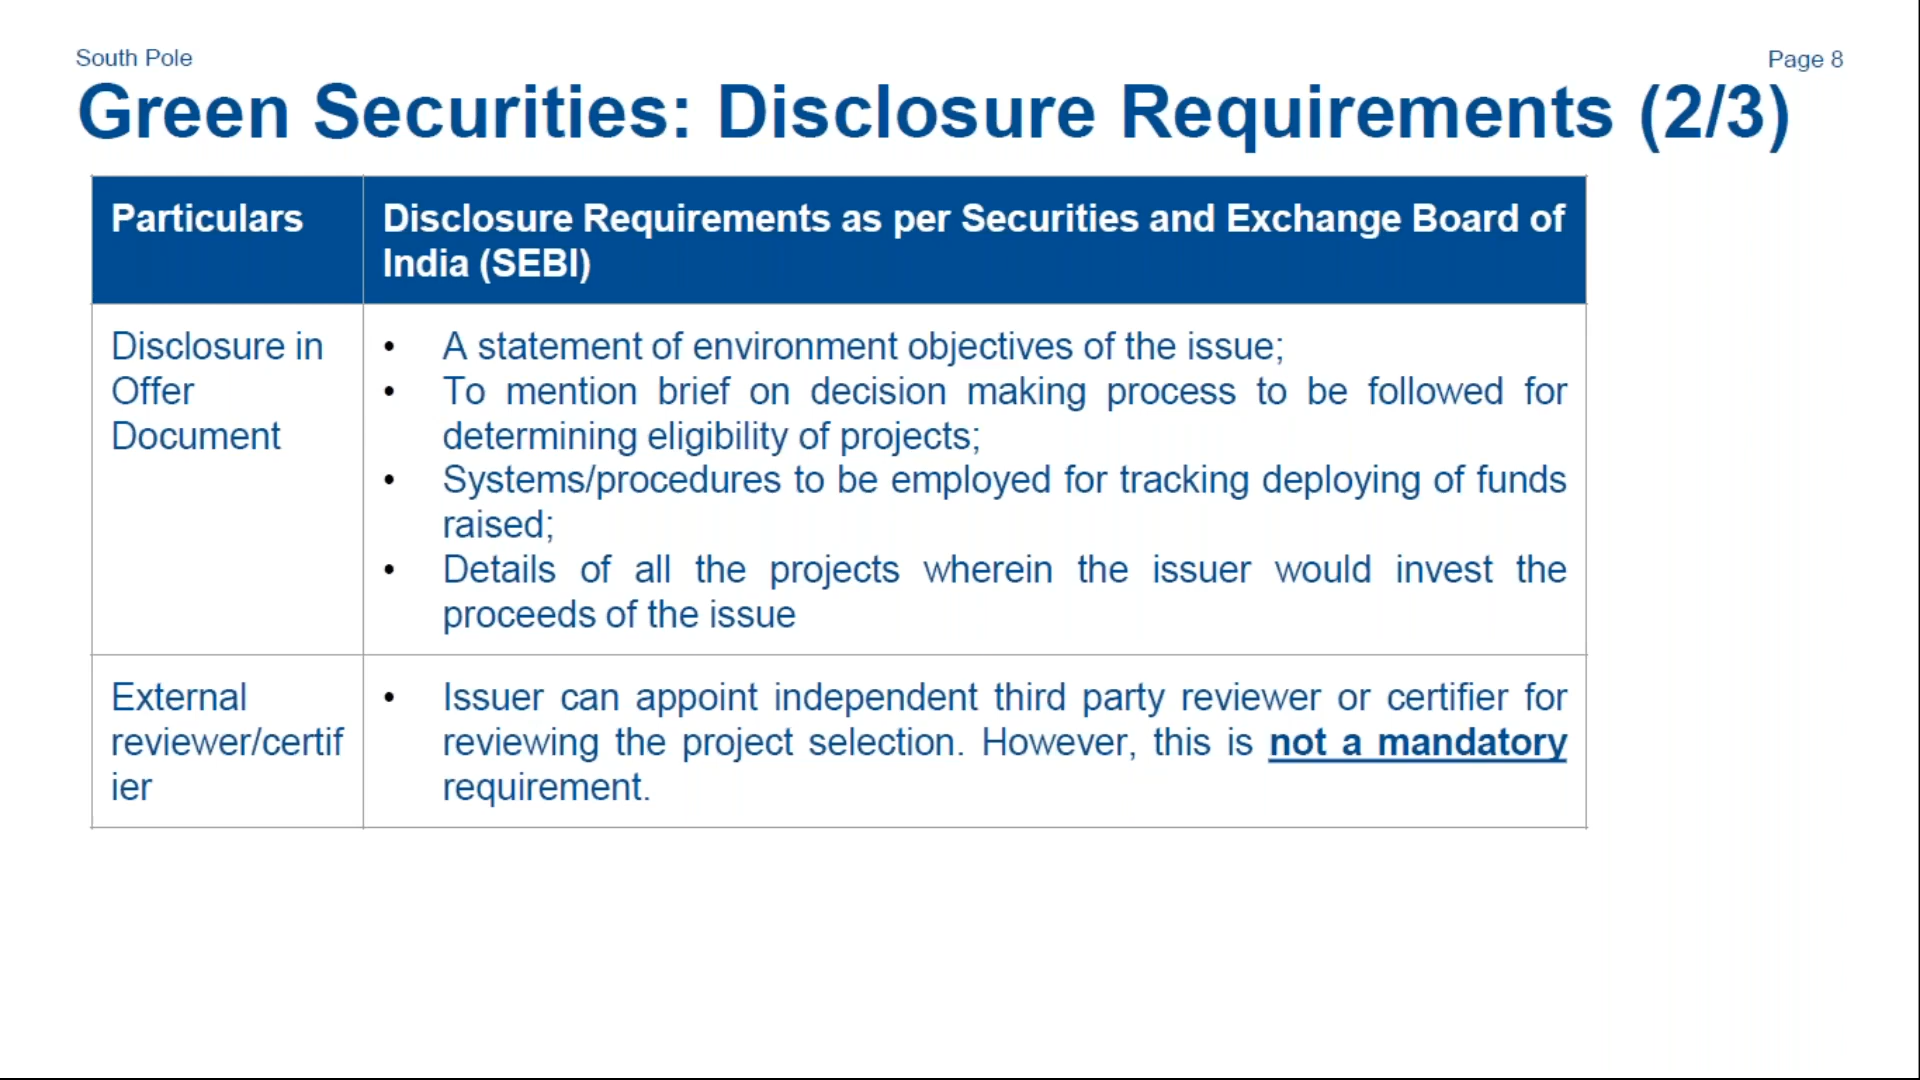 South Pole
Page 8
Green Securities: Disclosure Requirements (2/3)
Particulars
Disclosure Requirements as per Securities and Exchange Board of
India (SEBI)
Disclosure in
Offer
Document
• A statement of environment objectives of the issue;
• To mention brief on decision making process to be followed for
determining eligibility of projects;
• Systems/procedures to be employed for tracking deploying of funds
raised;
• Details of all the projects wherein the issuer would invest the
proceeds of the issue
External
reviewer/certif
ier
• Issuer can appoint independent third party reviewer or certifier for
reviewing the project selection. However, this is not a mandatory
requirement.